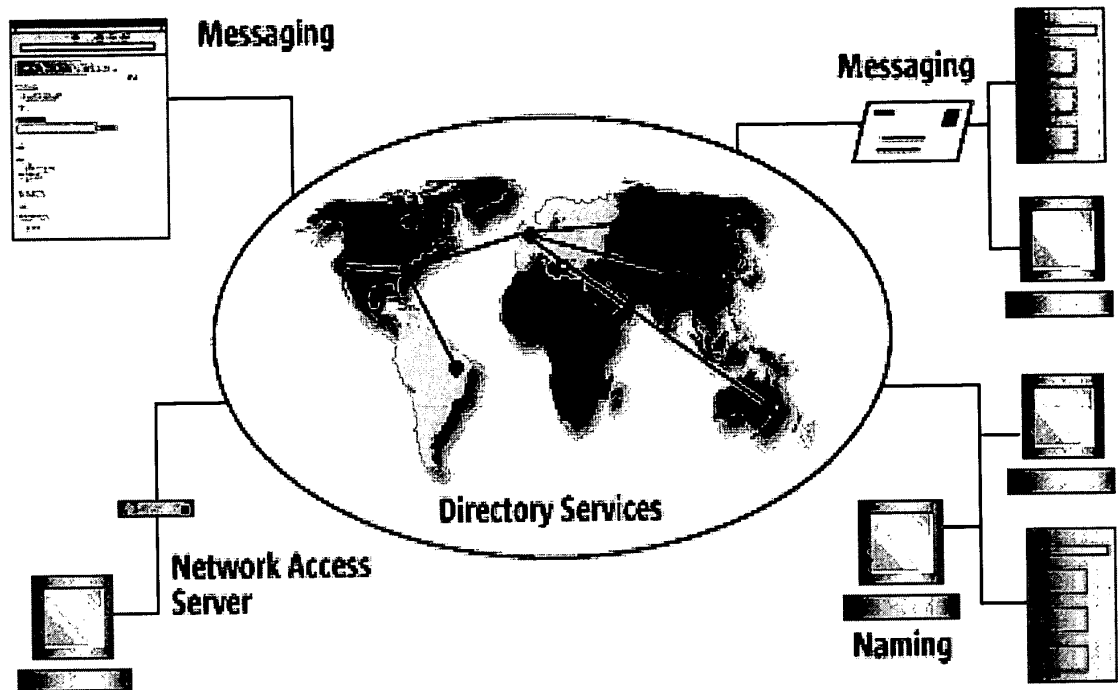 Messaging
Messaging
Directory Services
Network Access
Server
Naming